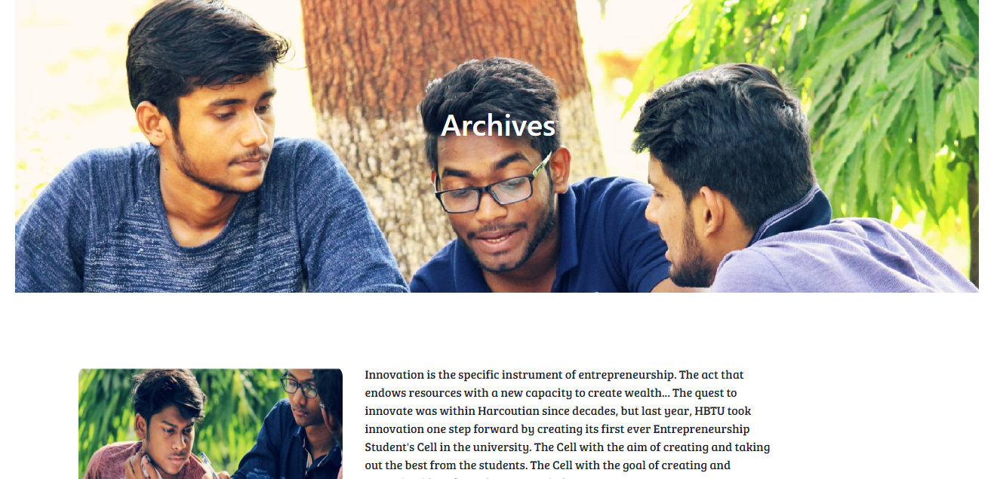 Archives
Innovation is the specific instrument of entrepreneurship. The act that
endows resources with a new capacity to create wealth... The quest to
innovate was within Harcoutian since decades, but last year, HBTU took
innovation one step forward by creating its first ever Entrepreneurship
Student's Cell in the university. The Cell with the aim of creating and taking
out the best from the students. The Cell with the goal of creating and